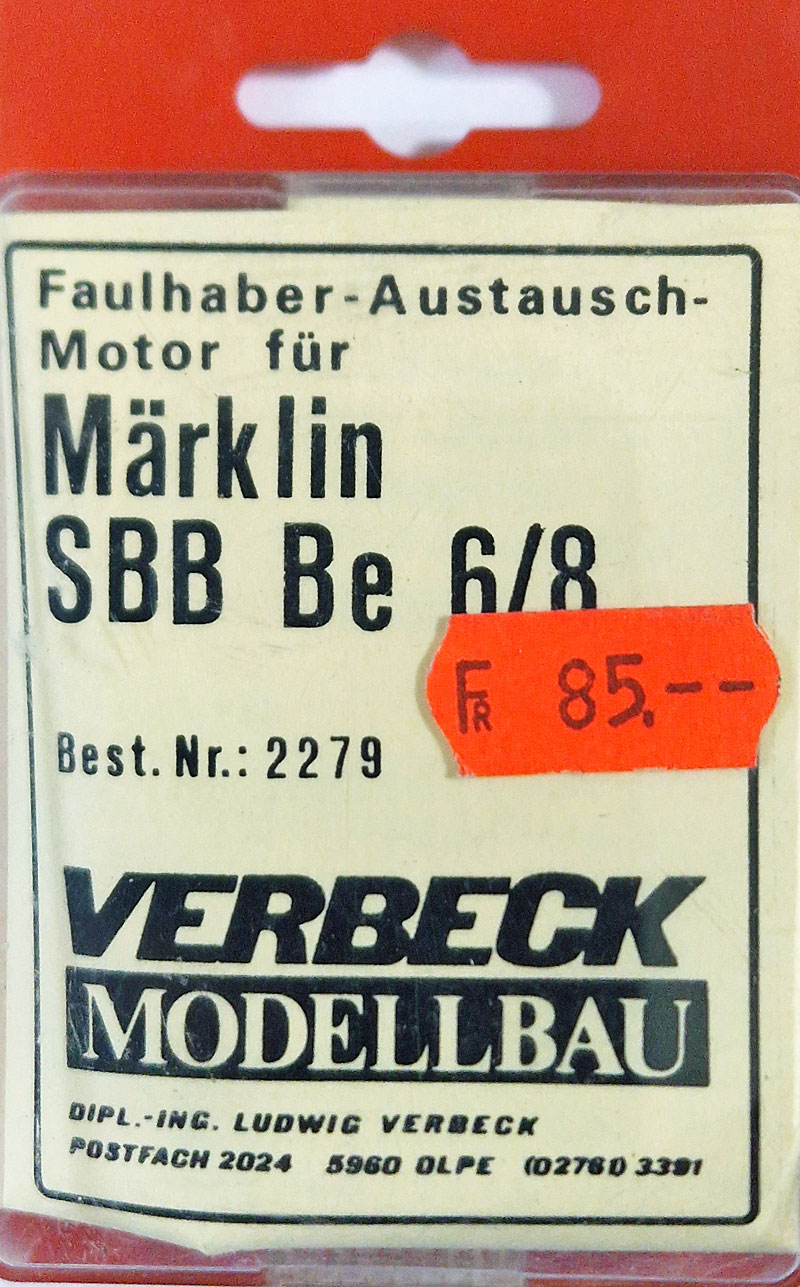 Faulhaber-Austausch-
Motor für
Märklin
SBB Be 6/8
FR 85.--
Best. Nr.: 2279
VERBECK
MODELLBAU
DIPL.-ING. LUDWIG VERBECK
POSTFACH 2024 5960 OLPE (02761) 3391